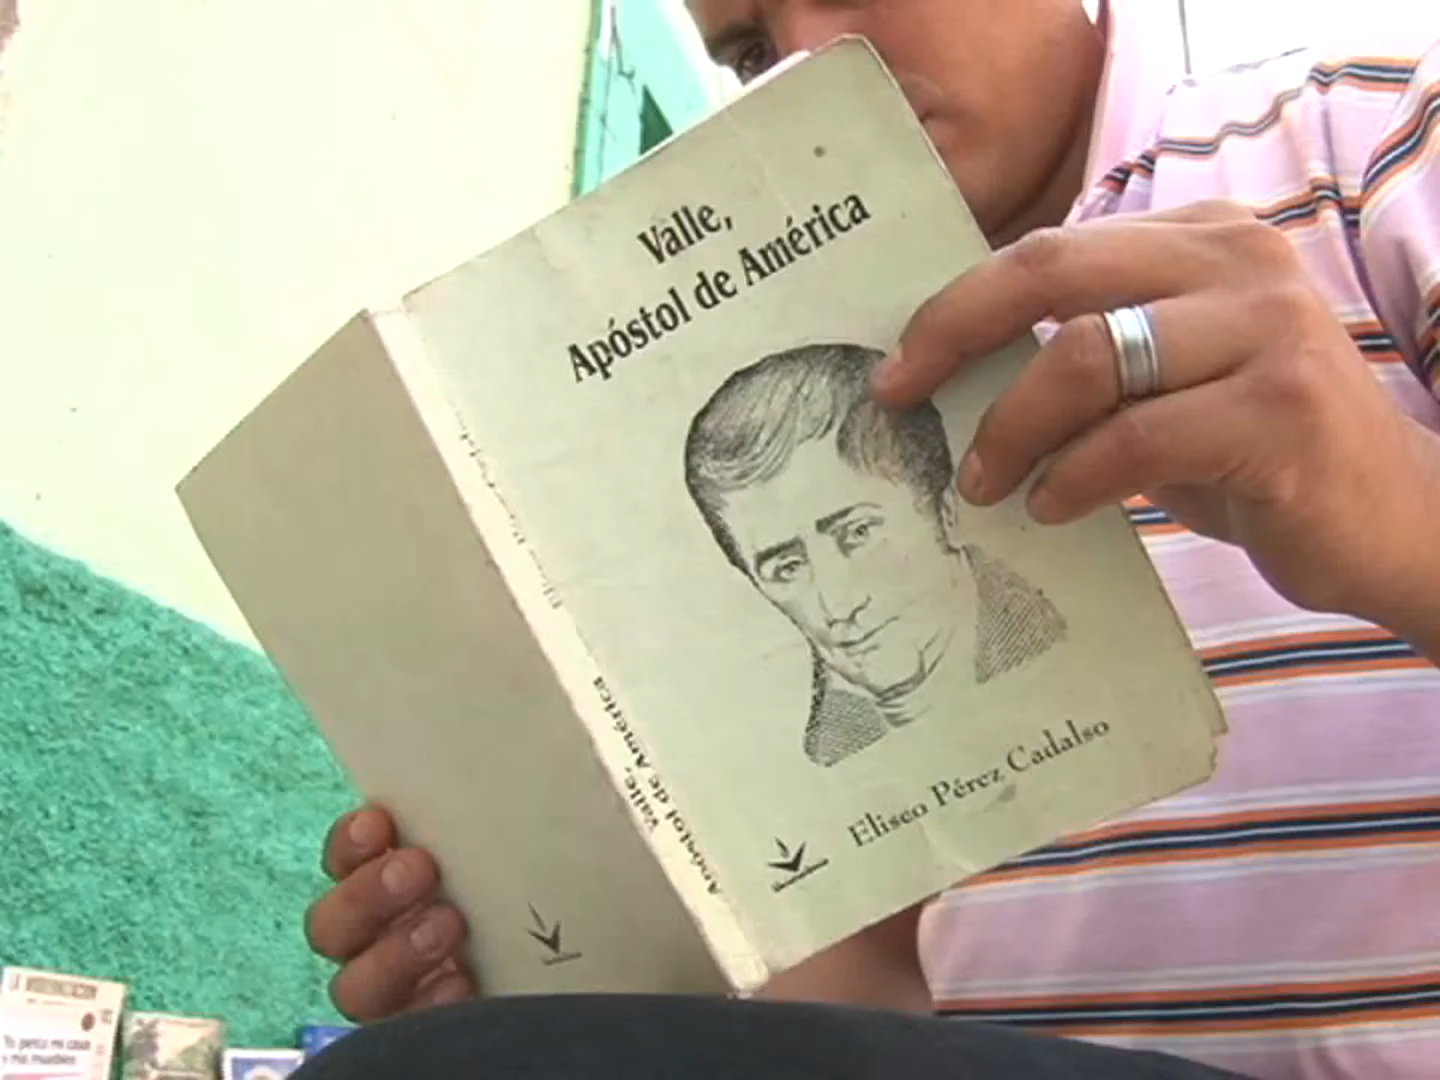 Valle,
Apóstol de América
Eliseo Pérez Cadalso
Valle,
Apóstol de América